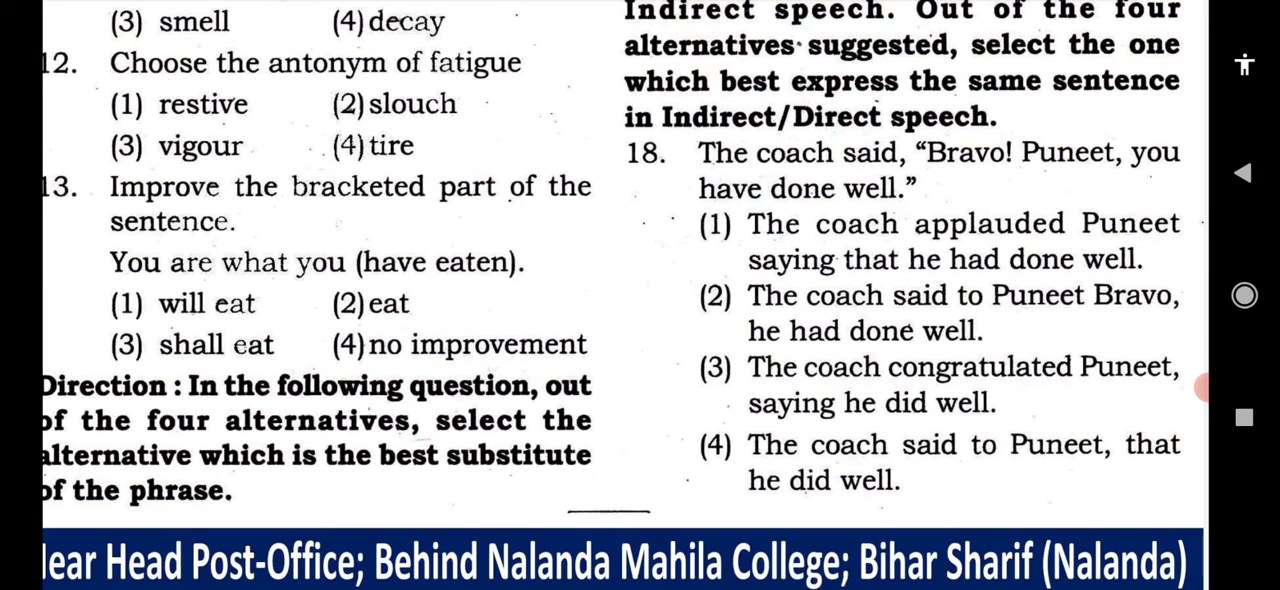 (3) smell (4) decay
12. Choose the antonym of fatigue
(1) restive (2) slouch
(3) vigour (4) tire
13. Improve the bracketed part of the
sentence.
You are what you (have eaten).
(1) will eat (2) eat
(3) shall eat (4) no improvement
Direction : In the following question, out
of the four alternatives, select the
alternative which is the best substitute
of the phrase.
Indirect speech. Out of the four
alternatives suggested, select the one
which best express the same sentence
in Indirect/Direct speech.
18. The coach said, “Bravo! Puneet, you
have done well.”
(1) The coach applauded Puneet
saying that he had done well.
(2) The coach said to Puneet Bravo,
he had done well.
(3) The coach congratulated Puneet,
saying he did well.
(4) The coach said to Puneet, that
he did well.
Near Head Post-Office; Behind Nalanda Mahila College; Bihar Sharif (Nalanda)